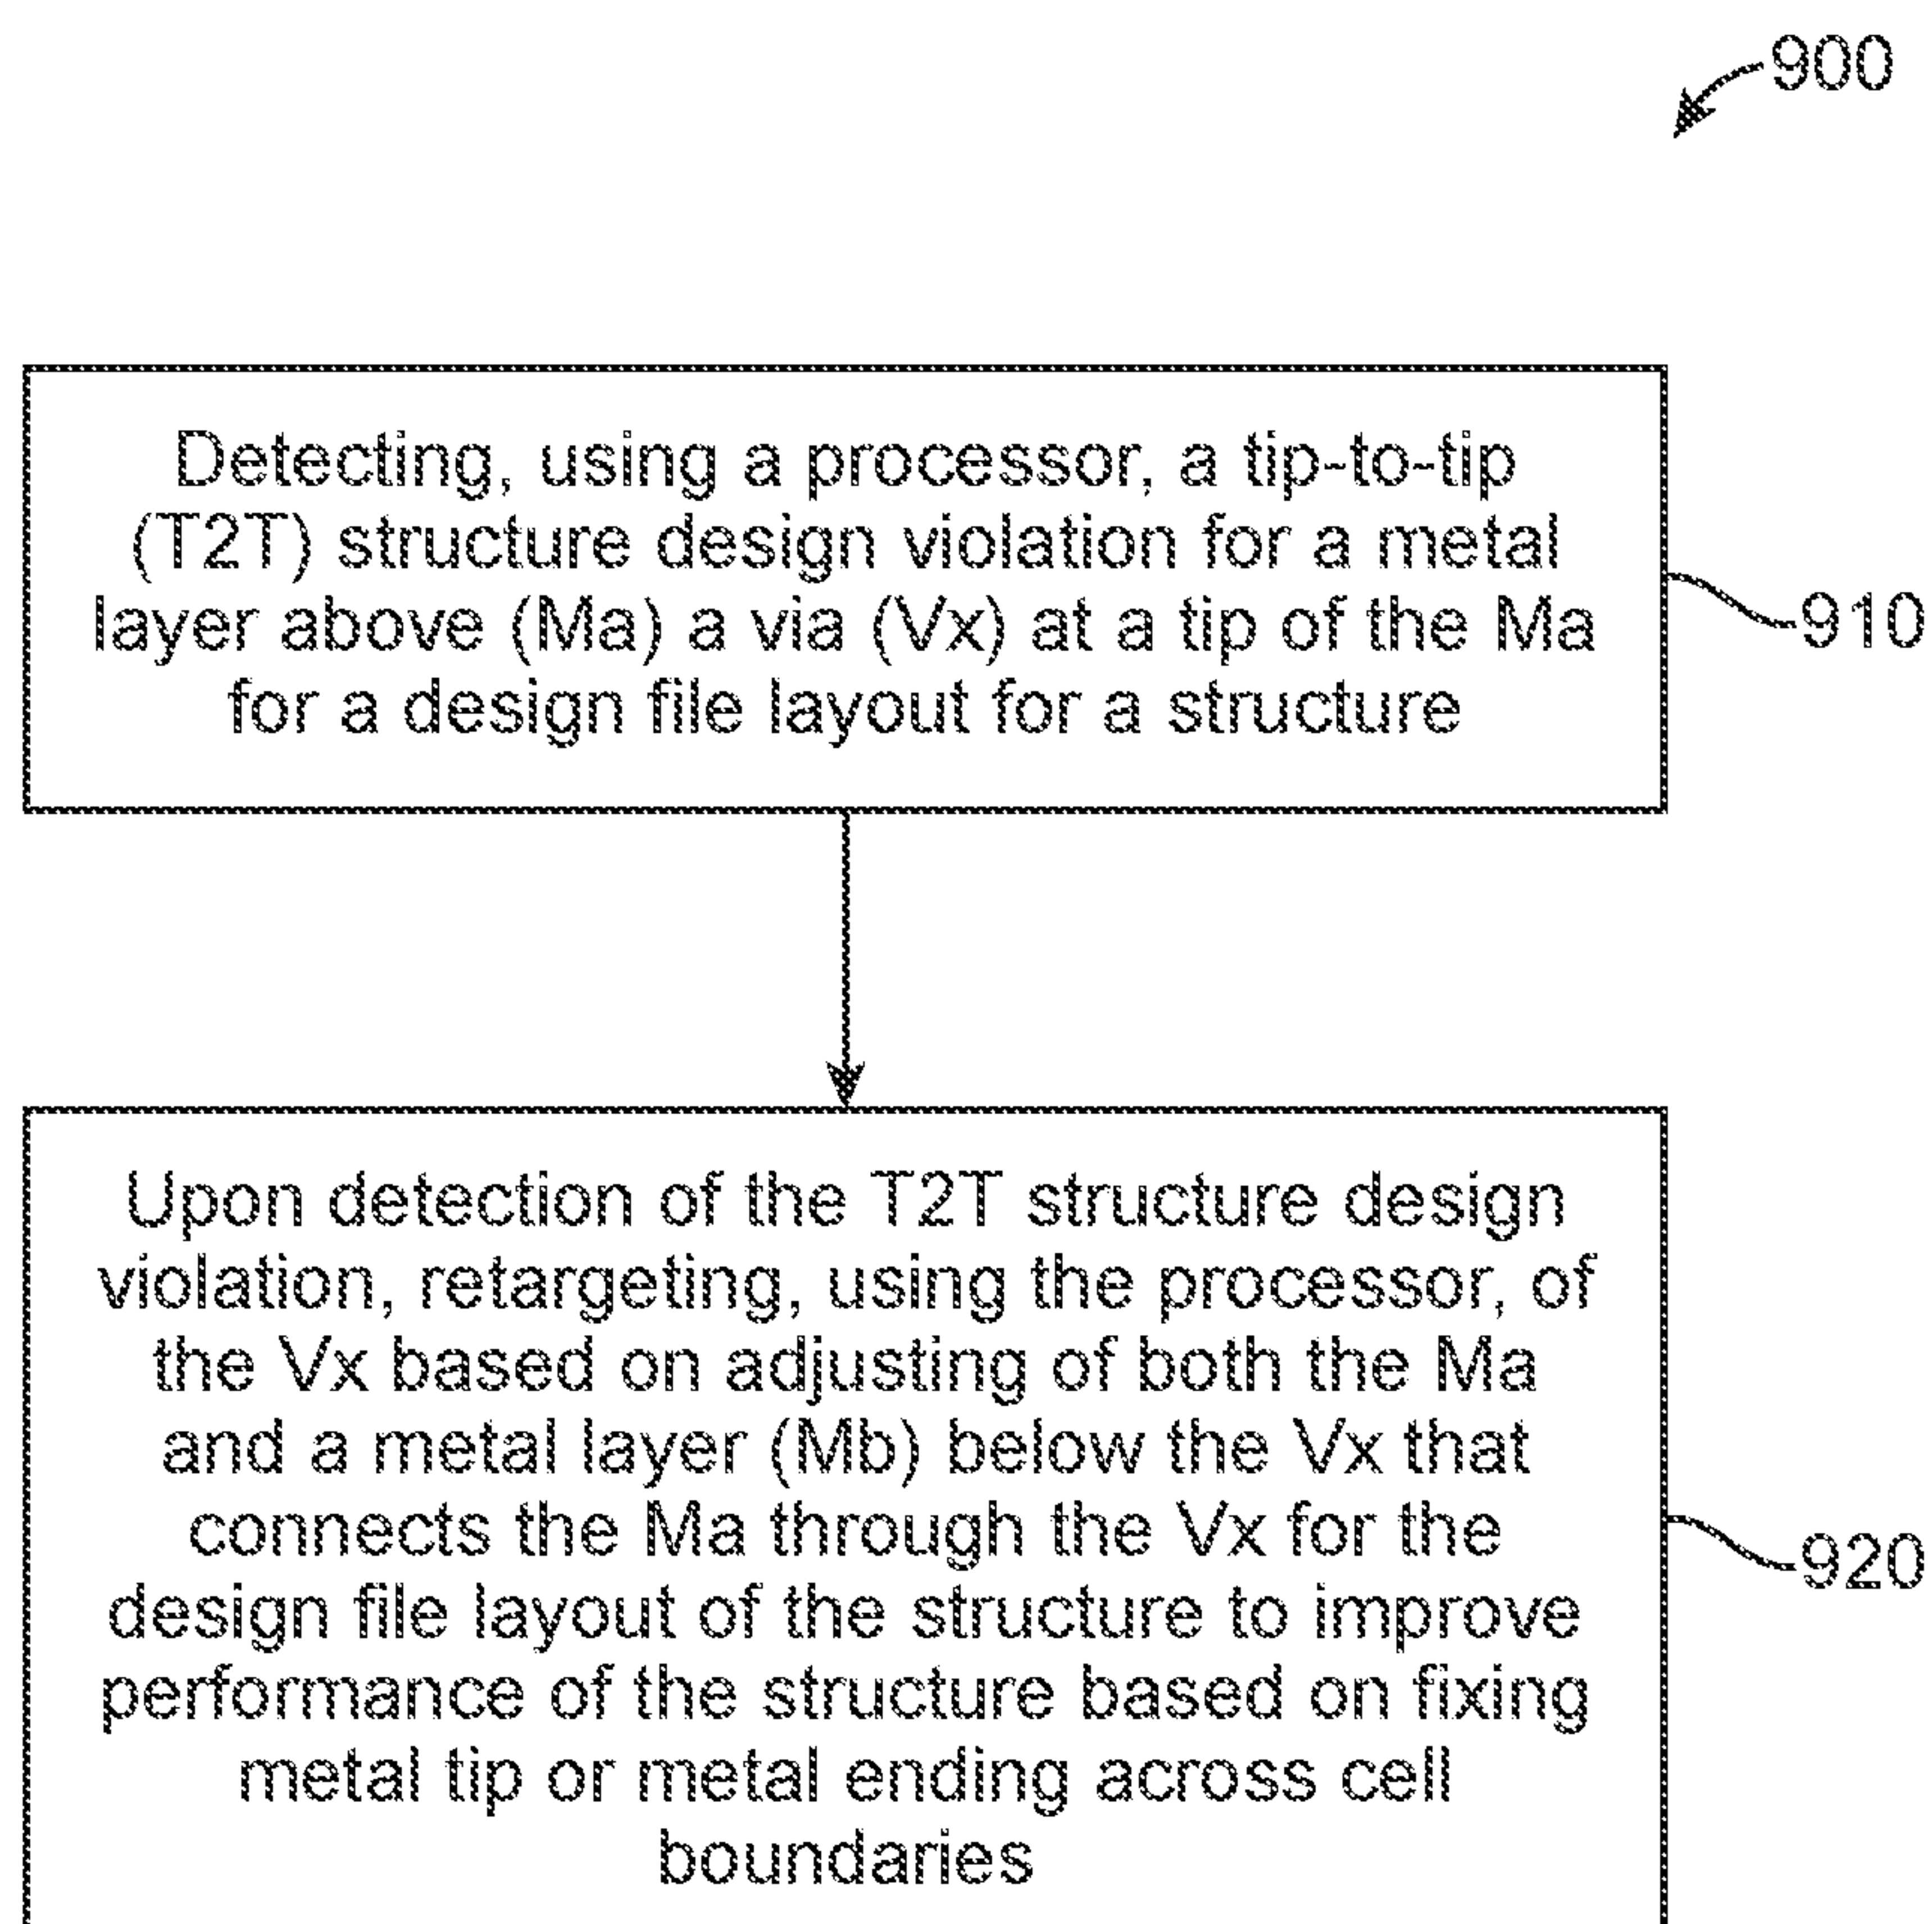 900
Detecting, using a processor, a tip-to-tip
(T2T) structure design violation for a metal
layer above (Ma) a via (Vx) at a tip of the Ma
for a design file layout for a structure
910
Upon detection of the T2T structure design
violation, retargeting, using the processor, of
the Vx based on adjusting of both the Ma
and a metal layer (Mb) below the Vx that
connects the Ma through the Vx for the
design file layout of the structure to improve
performance of the structure based on fixing
metal tip or metal ending across cell
boundaries
920